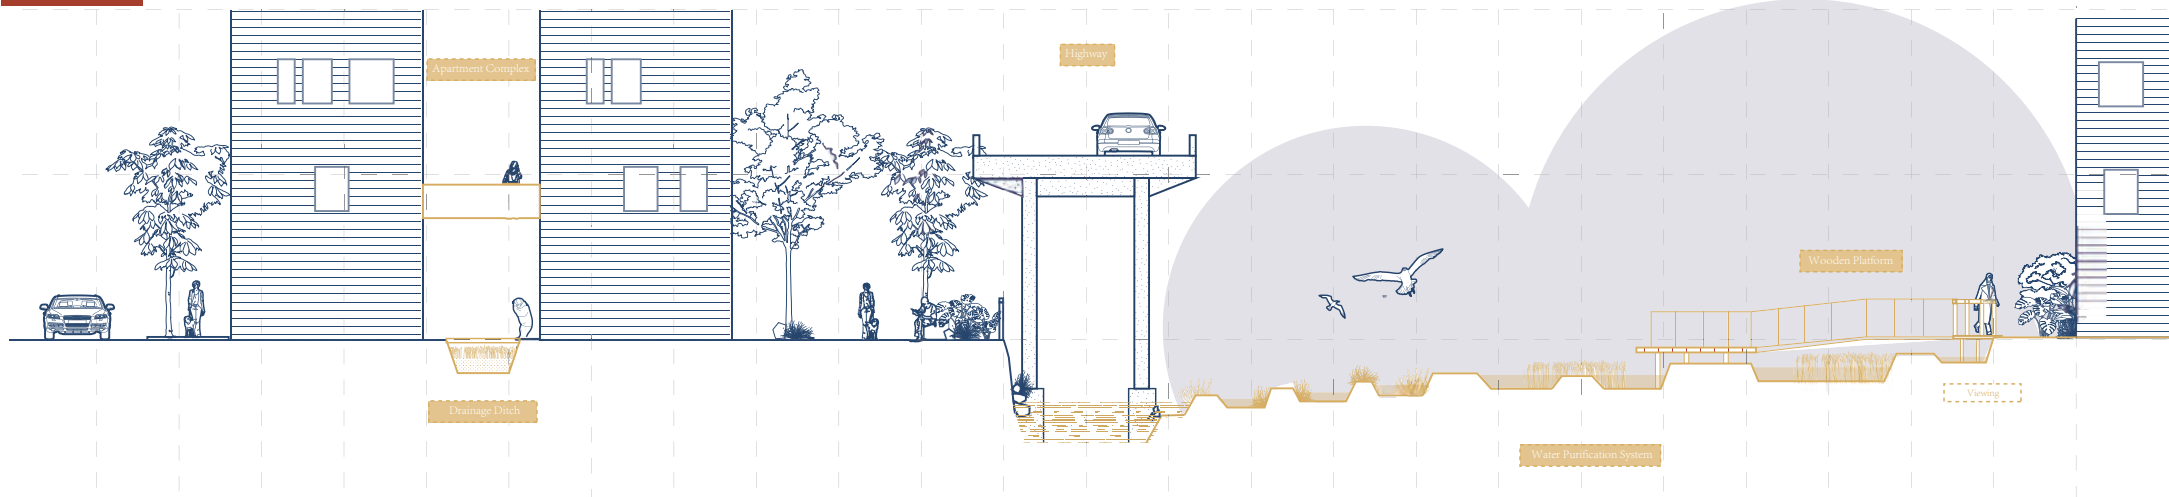 Highway
Apartment Complex
Wooden Platform
Viewing
Drainage Ditch
Water Purification System